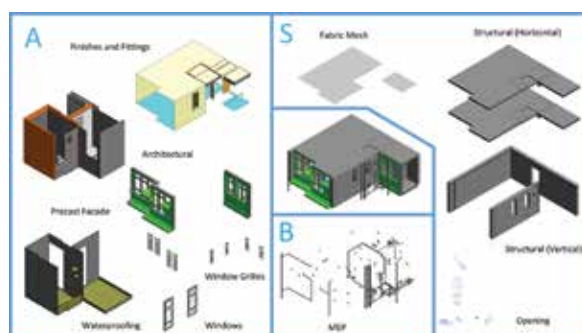 A
Finishes and Fittings
Architectural
Precast Facade
Window Grilles
Waterproofing
Windows
S
Fabric Mesh
Structural (Horizontal)
Structural (Vertical)
Opening
B
MEP